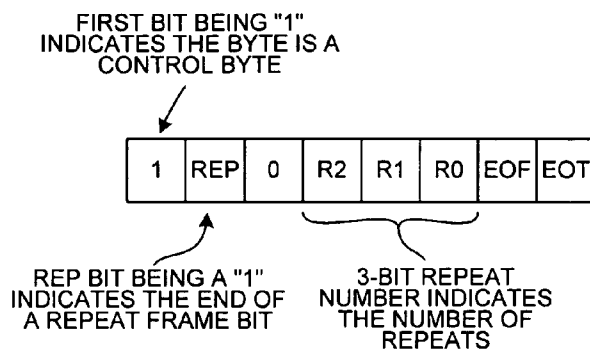 FIRST BIT BEING "1"
INDICATES THE BYTE IS A
CONTROL BYTE
1 REP 0 R2 R1 R0 EOF EOT
REP BIT BEING A "1"
INDICATES THE END OF
A REPEAT FRAME BIT
3-BIT REPEAT
NUMBER INDICATES
THE NUMBER OF
REPEATS